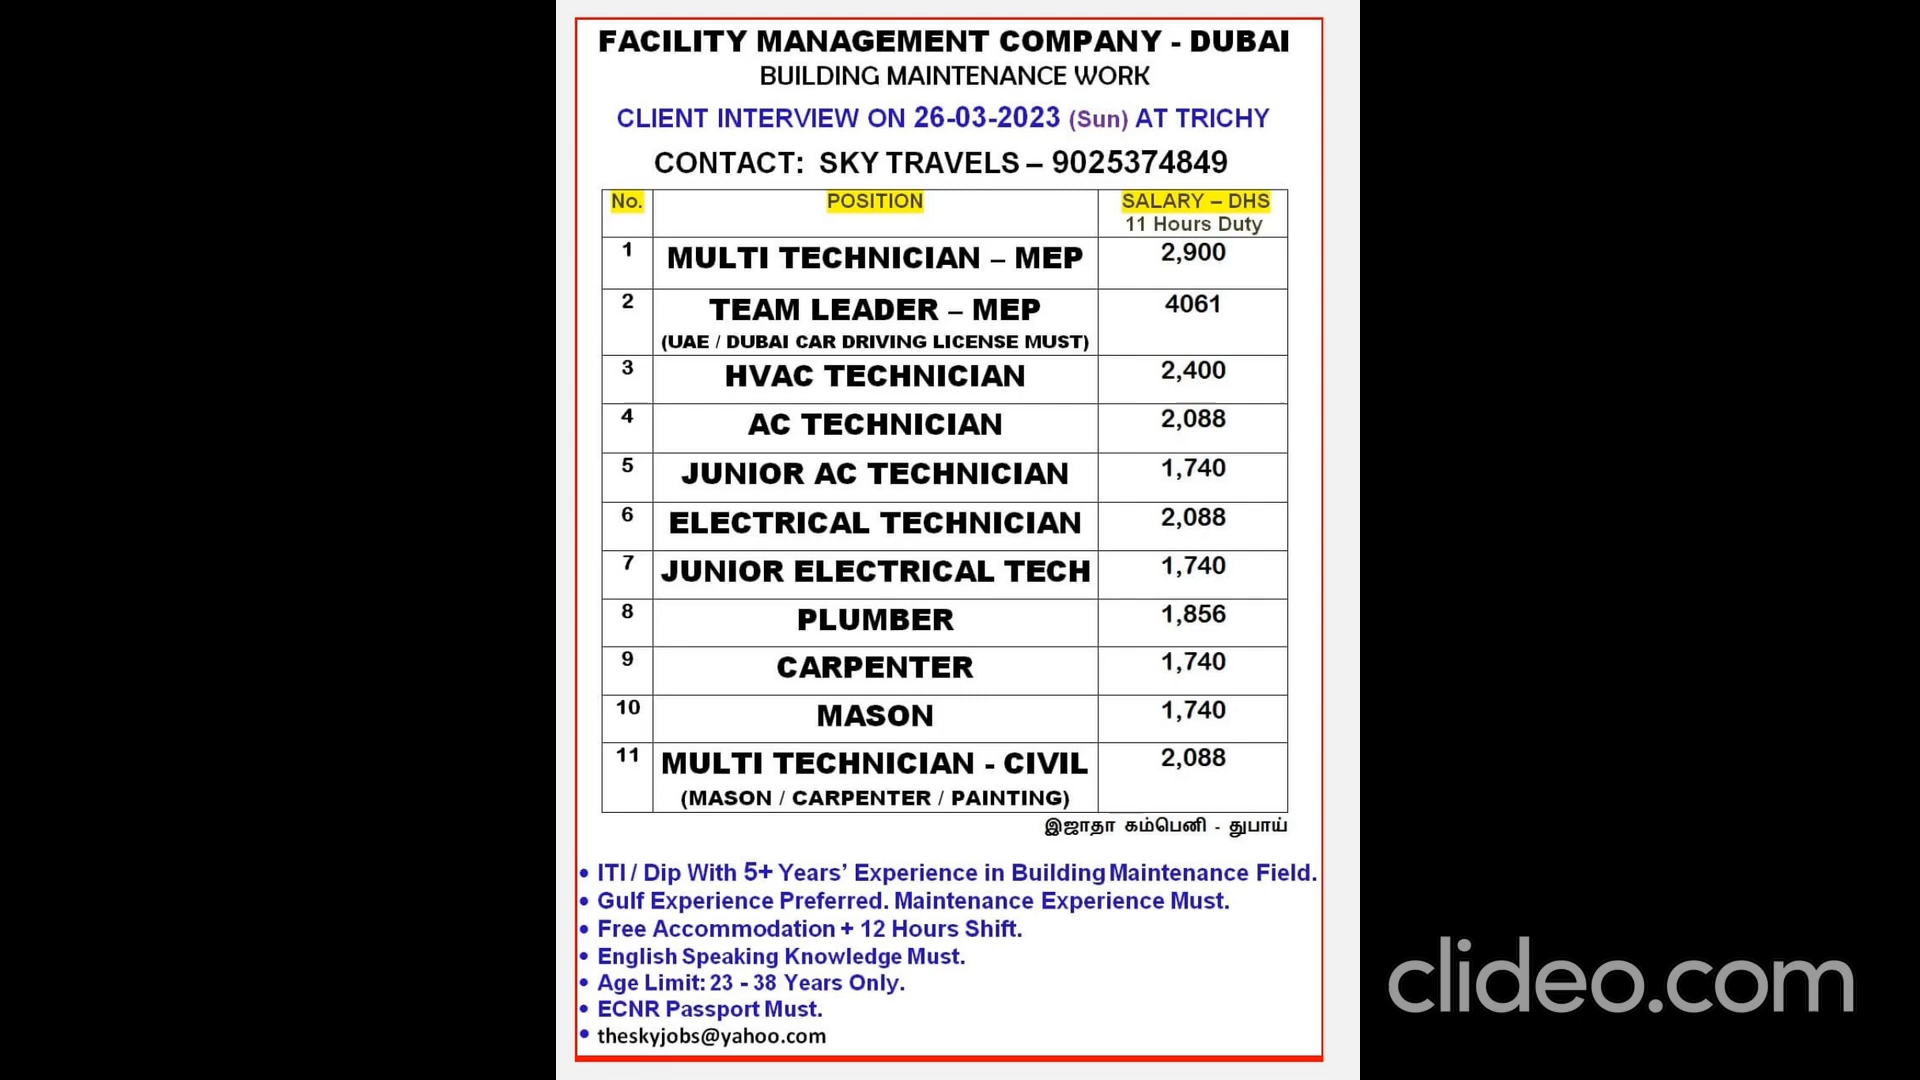 FACILITY MANAGEMENT COMPANY - DUBAI
BUILDING MAINTENANCE WORK
CLIENT INTERVIEW ON 26-03-2023 (Sun) AT TRICHY
CONTACT: SKY TRAVELS – 9025374849
No. POSITION SALARY – DHS
11 Hours Duty
1 MULTI TECHNICIAN – MEP 2,900
2 TEAM LEADER – MEP 4061
(UAE / DUBAI CAR DRIVING LICENSE MUST)
3 HVAC TECHNICIAN 2,400
4 AC TECHNICIAN 2,088
5 JUNIOR AC TECHNICIAN 1,740
6 ELECTRICAL TECHNICIAN 2,088
7 JUNIOR ELECTRICAL TECH 1,740
8 PLUMBER 1,856
9 CARPENTER 1,740
10 MASON 1,740
11 MULTI TECHNICIAN - CIVIL 2,088
(MASON / CARPENTER / PAINTING)
இஜாதா கம்பெனி - துபாய்
• ITI / Dip With 5+ Years’ Experience in Building Maintenance Field.
• Gulf Experience Preferred. Maintenance Experience Must.
• Free Accommodation + 12 Hours Shift.
• English Speaking Knowledge Must.
• Age Limit: 23 - 38 Years Only.
• ECNR Passport Must.
• theskyjobs@yahoo.com
clideo.com